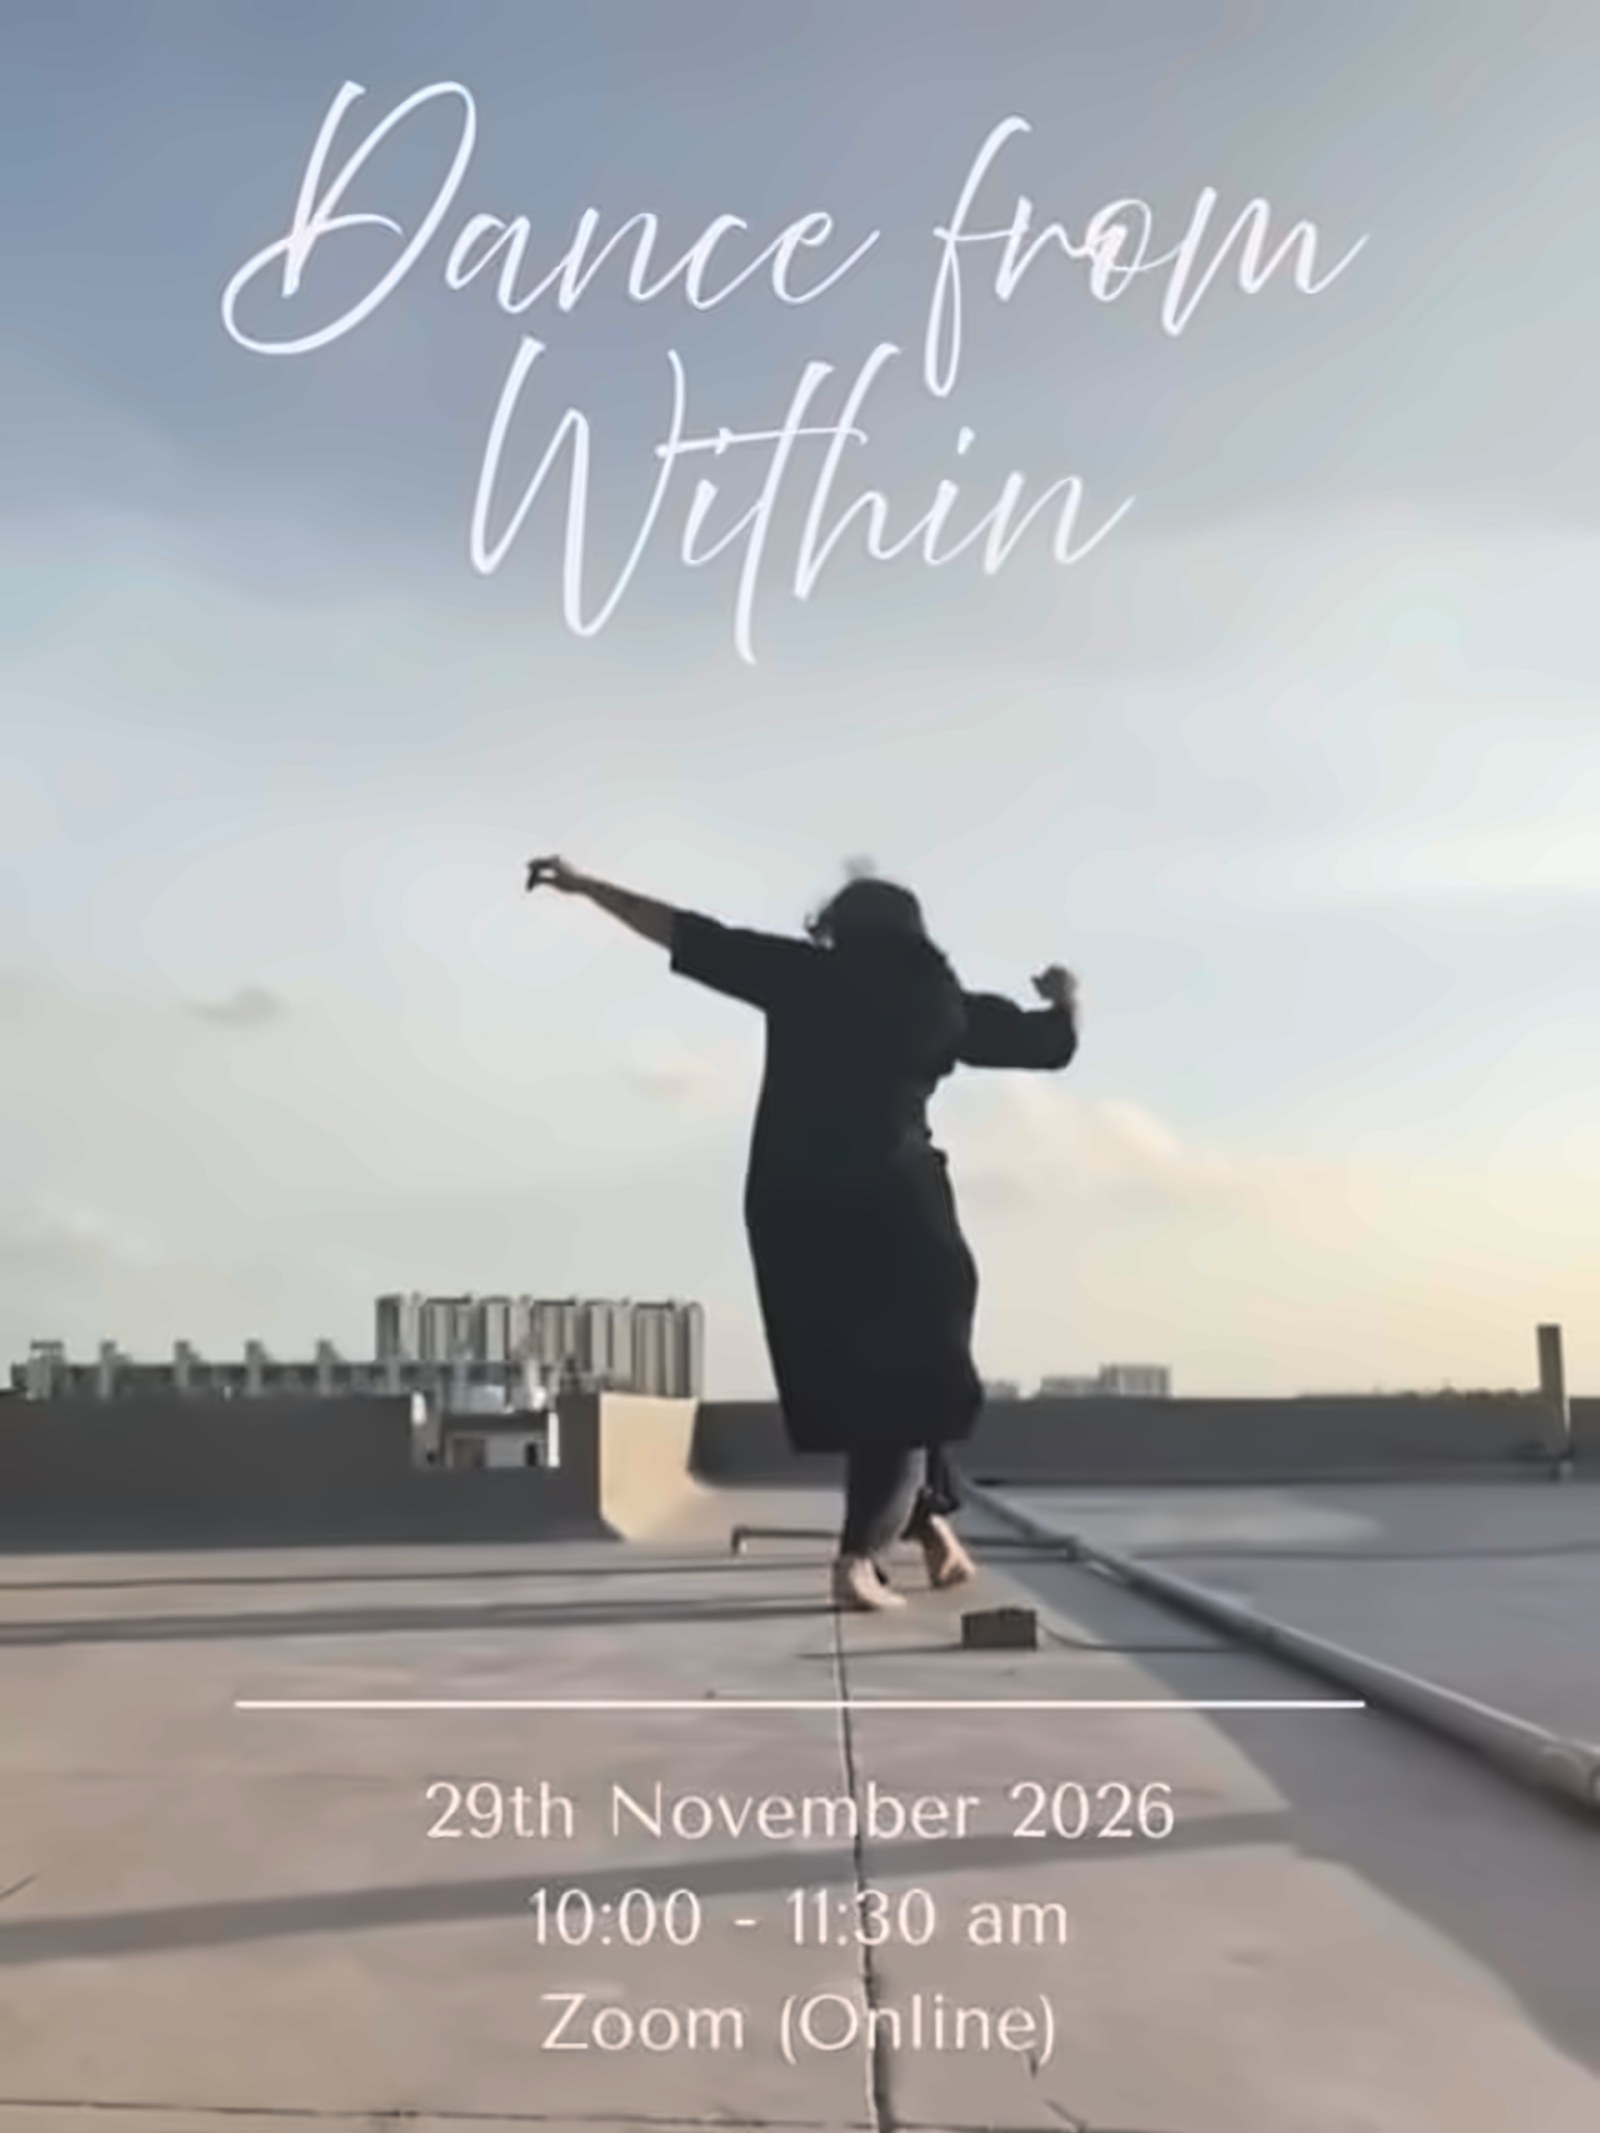 Dance from
Within
29th November 2026
10:00 - 11:30 am
Zoom (Online)